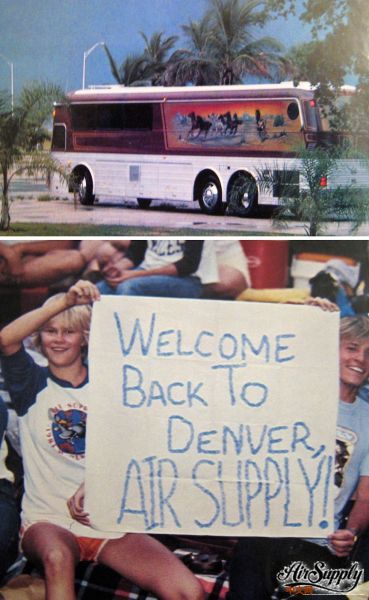 WELCOME
BACK TO
DENVER,
AIR SUPPLY!
Air Supply